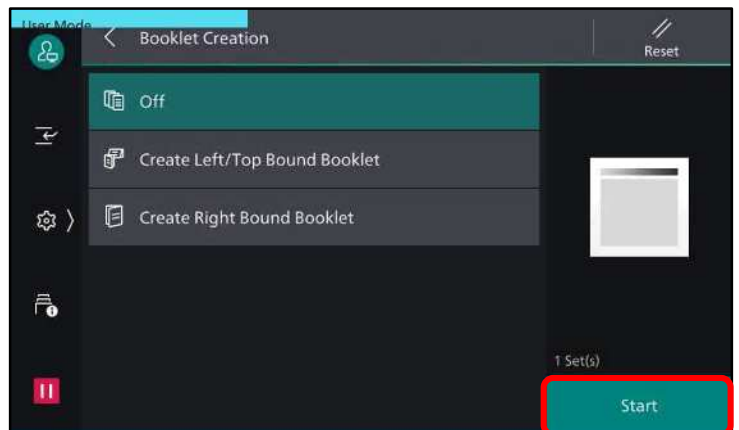 User Mode
Booklet Creation
Reset
Off
Create Left/Top Bound Booklet
Create Right Bound Booklet
1 Set(s)
Start